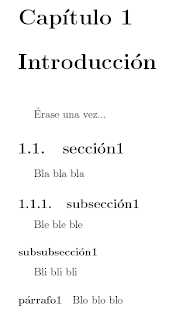 Capítulo 1
Introducción
Érase una vez...
1.1. sección1
Bla bla bla
1.1.1. subsección1
Ble ble ble
subsubsección1
Bli bli bli
párrafo1 Blo blo blo